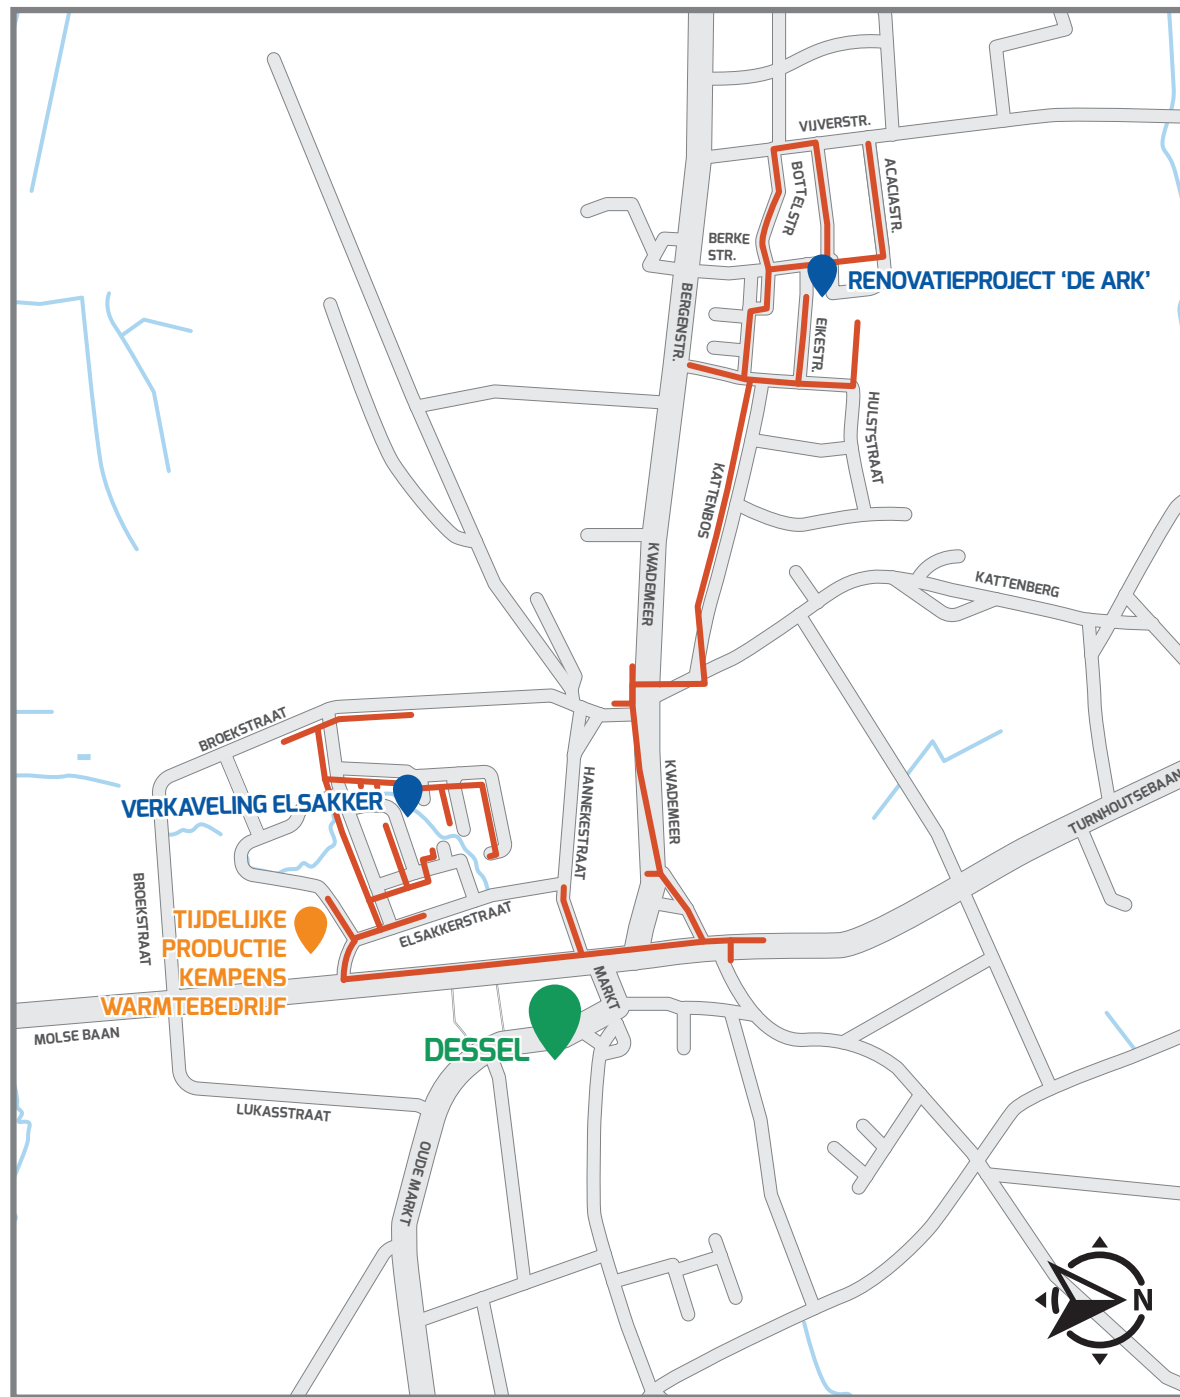 VIJVERSTR.
BOTTELSTR
ACACIASTR.
BERKE
STR.
RENOVATIEPROJECT ‘DE ARK’
BERGENSTR.
EIKESTR.
HULSTSTRAAT
KATTENBOS
KWADEMEER
KATTENBERG
BROEKSTRAAT
HANNEKESTRAAT
KWADEMEER
TURNHOUTSEBAAN
VERKAVELING ELSAKKER
BROEKSTRAAT
TIJDELIJKE
PRODUCTIE
KEMPENS
WARMTEBEDRIJF
ELSAKKERSTRAAT
MARKT
MOLSE BAAN
DESSEL
LUKASSTRAAT
OUDE MARKT
N